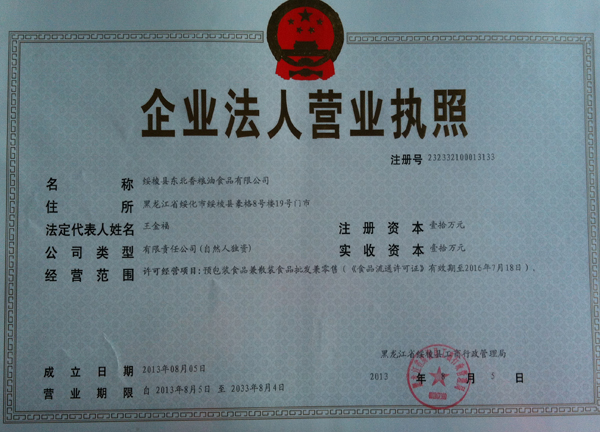 企业法人营业执照
注册号 232332100013133
名称 绥棱县东北香粮油食品有限公司
住所 黑龙江省绥化市绥棱县豪格8号楼19号门市
法定代表人姓名 王金福 注册资本 壹拾万元
公司类型 有限责任公司(自然人独资) 实收资本 壹拾万元
经营范围 许可经营项目:预包装食品兼散装食品批发兼零售(《食品流通许可证》有效期至2016年7月18日)。
黑龙江省绥棱县工商行政管理局
成立日期 2013年08月05日 2013 年 月 5 日
营业期限 自 2013年8月5日 至 2033年8月4日